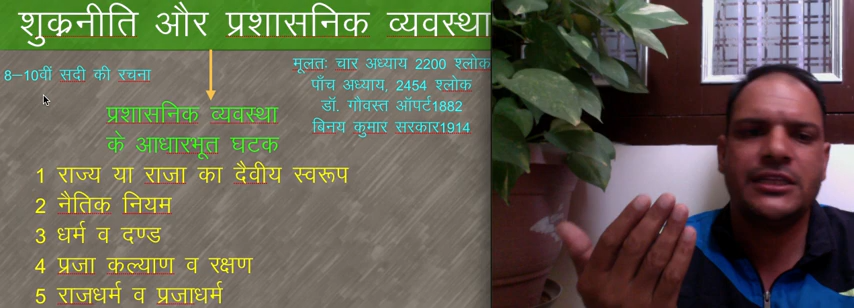 शुक्रनीति और प्रशासनिक व्यवस्था
8–10वीं सदी की रचना
मूलतः चार अध्याय 2200 श्लोक
पाँच अध्याय, 2454 श्लोक
डॉ. गौवस्त ऑपर्ट1882
बिनय कुमार सरकार1914
प्रशासनिक व्यवस्था
के आधारभूत घटक
1 राज्य या राजा का दैवीय स्वरूप
2 नैतिक नियम
3 धर्म व दण्ड
4 प्रजा कल्याण व रक्षण
5 राजधर्म व प्रजाधर्म